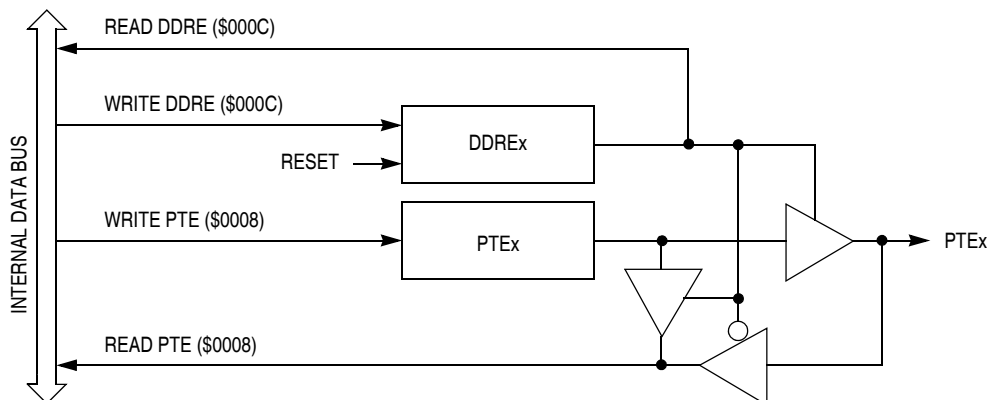 READ DDRE ($000C)
WRITE DDRE ($000C)
DDREx
RESET
WRITE PTE ($0008)
PTEx
PTEx
READ PTE ($0008)
INTERNAL DATA BUS